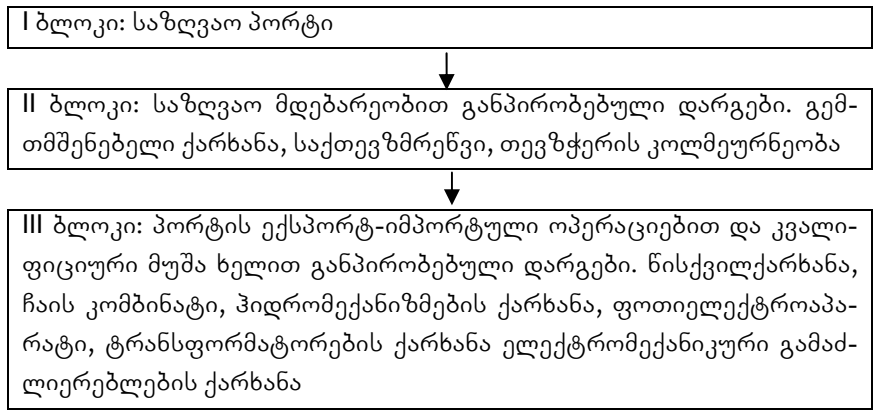 I ბლოკი: საზღვაო პორტი
II ბლოკი: საზღვაო მდებარეობით განპირობებული დარგები. გემ-
თმშენებელი ქარხანა, საქთევზმრეწვი, თევზჭერის კოლმეურნეობა
III ბლოკი: პორტის ექსპორტ-იმპორტული ოპერაციებით და კვალი-
ფიციური მუშა ხელით განპირობებული დარგები. წისქვილქარხანა,
ჩაის კომბინატი, ჰიდრომექანიზმების ქარხანა, ფოთიელექტროაპა-
რატი, ტრანსფორმატორების ქარხანა ელექტრომექანიკური გამაძ-
ლიერებლების ქარხანა